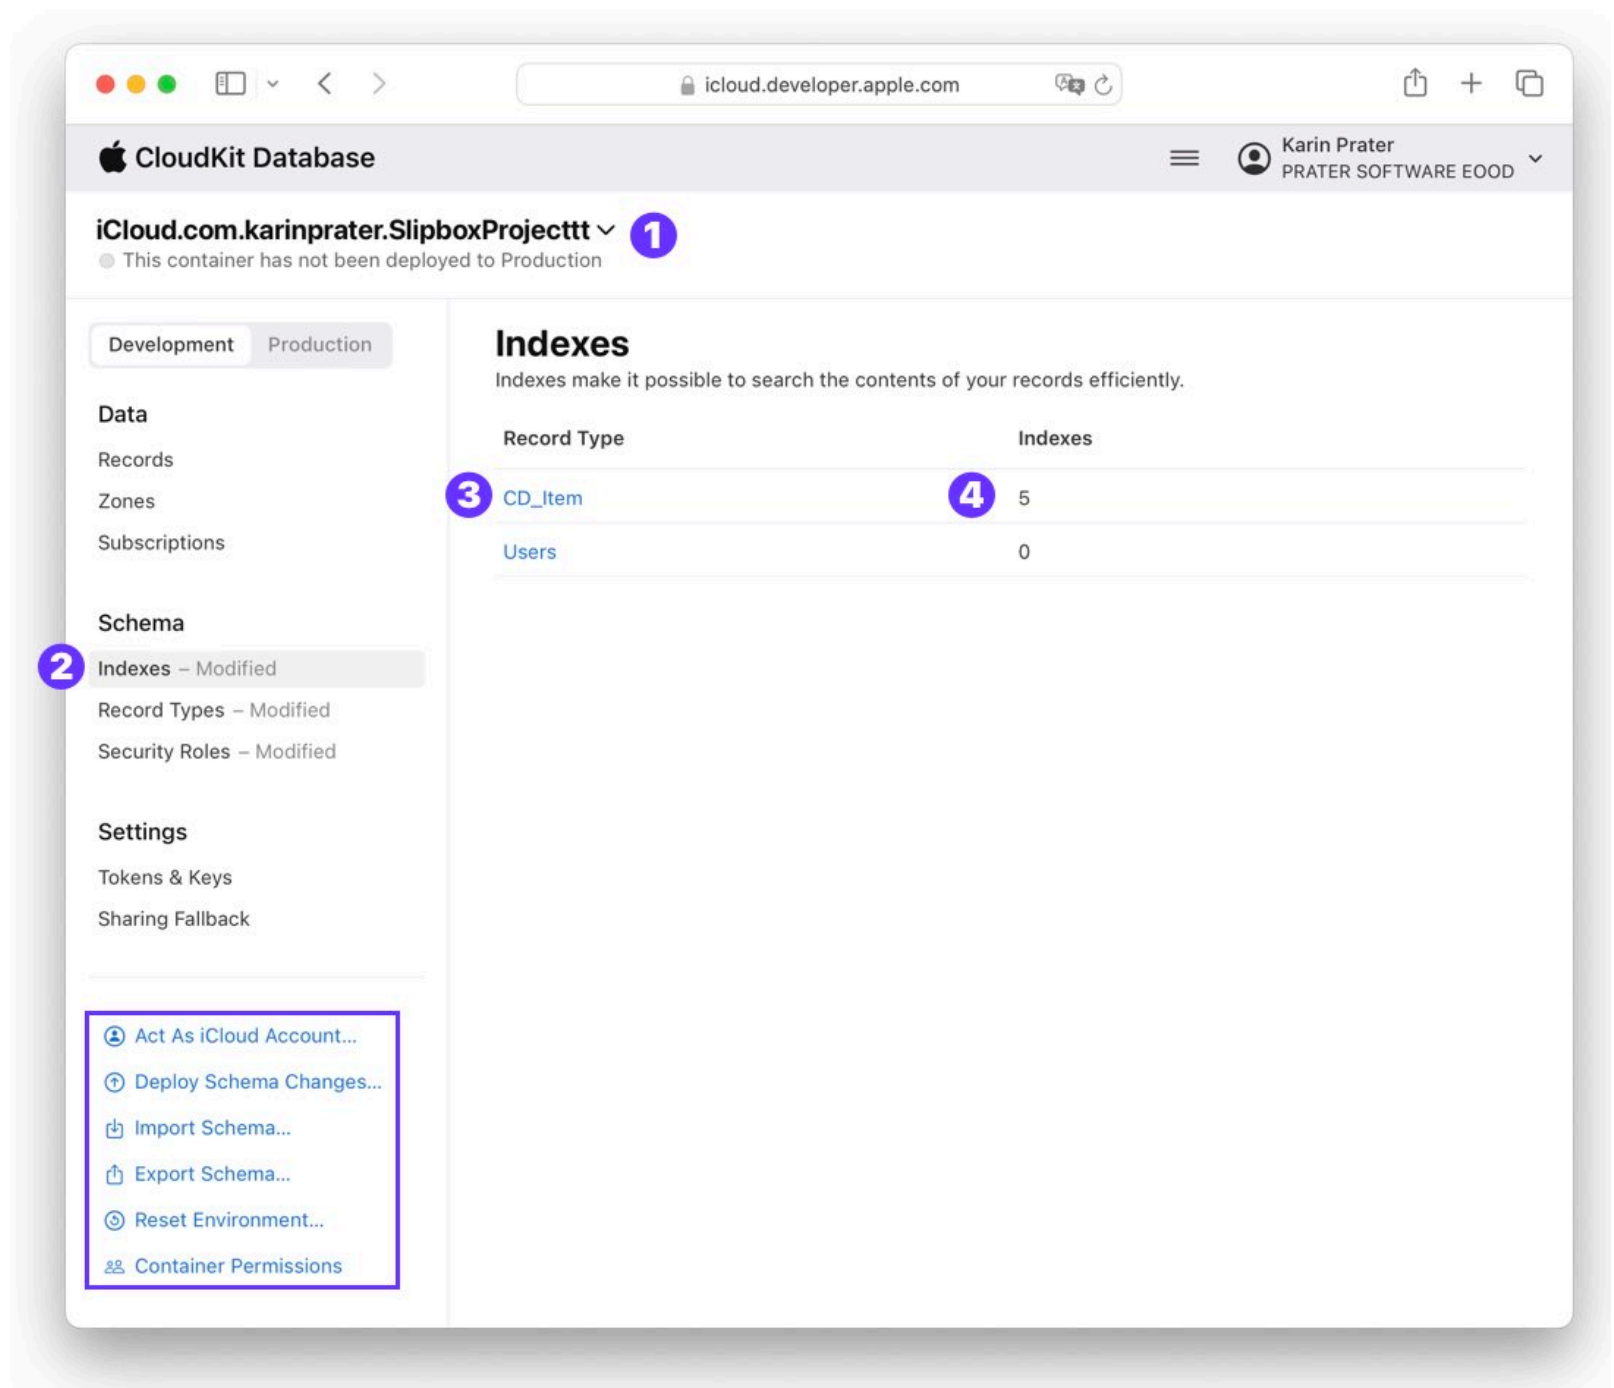 icloud.developer.apple.com
CloudKit Database
Karin Prater
PRATER SOFTWARE EOOD
iCloud.com.karinprater.SlipboxProjecttt
1
This container has not been deployed to Production
Development Production
Data
Records
Zones
Subscriptions
Schema
2 Indexes – Modified
Record Types – Modified
Security Roles – Modified
Settings
Tokens & Keys
Sharing Fallback
Act As iCloud Account...
Deploy Schema Changes...
Import Schema...
Export Schema...
Reset Environment...
Container Permissions
Indexes
Indexes make it possible to search the contents of your records efficiently.
Record Type Indexes
3 CD_Item 4 5
Users 0